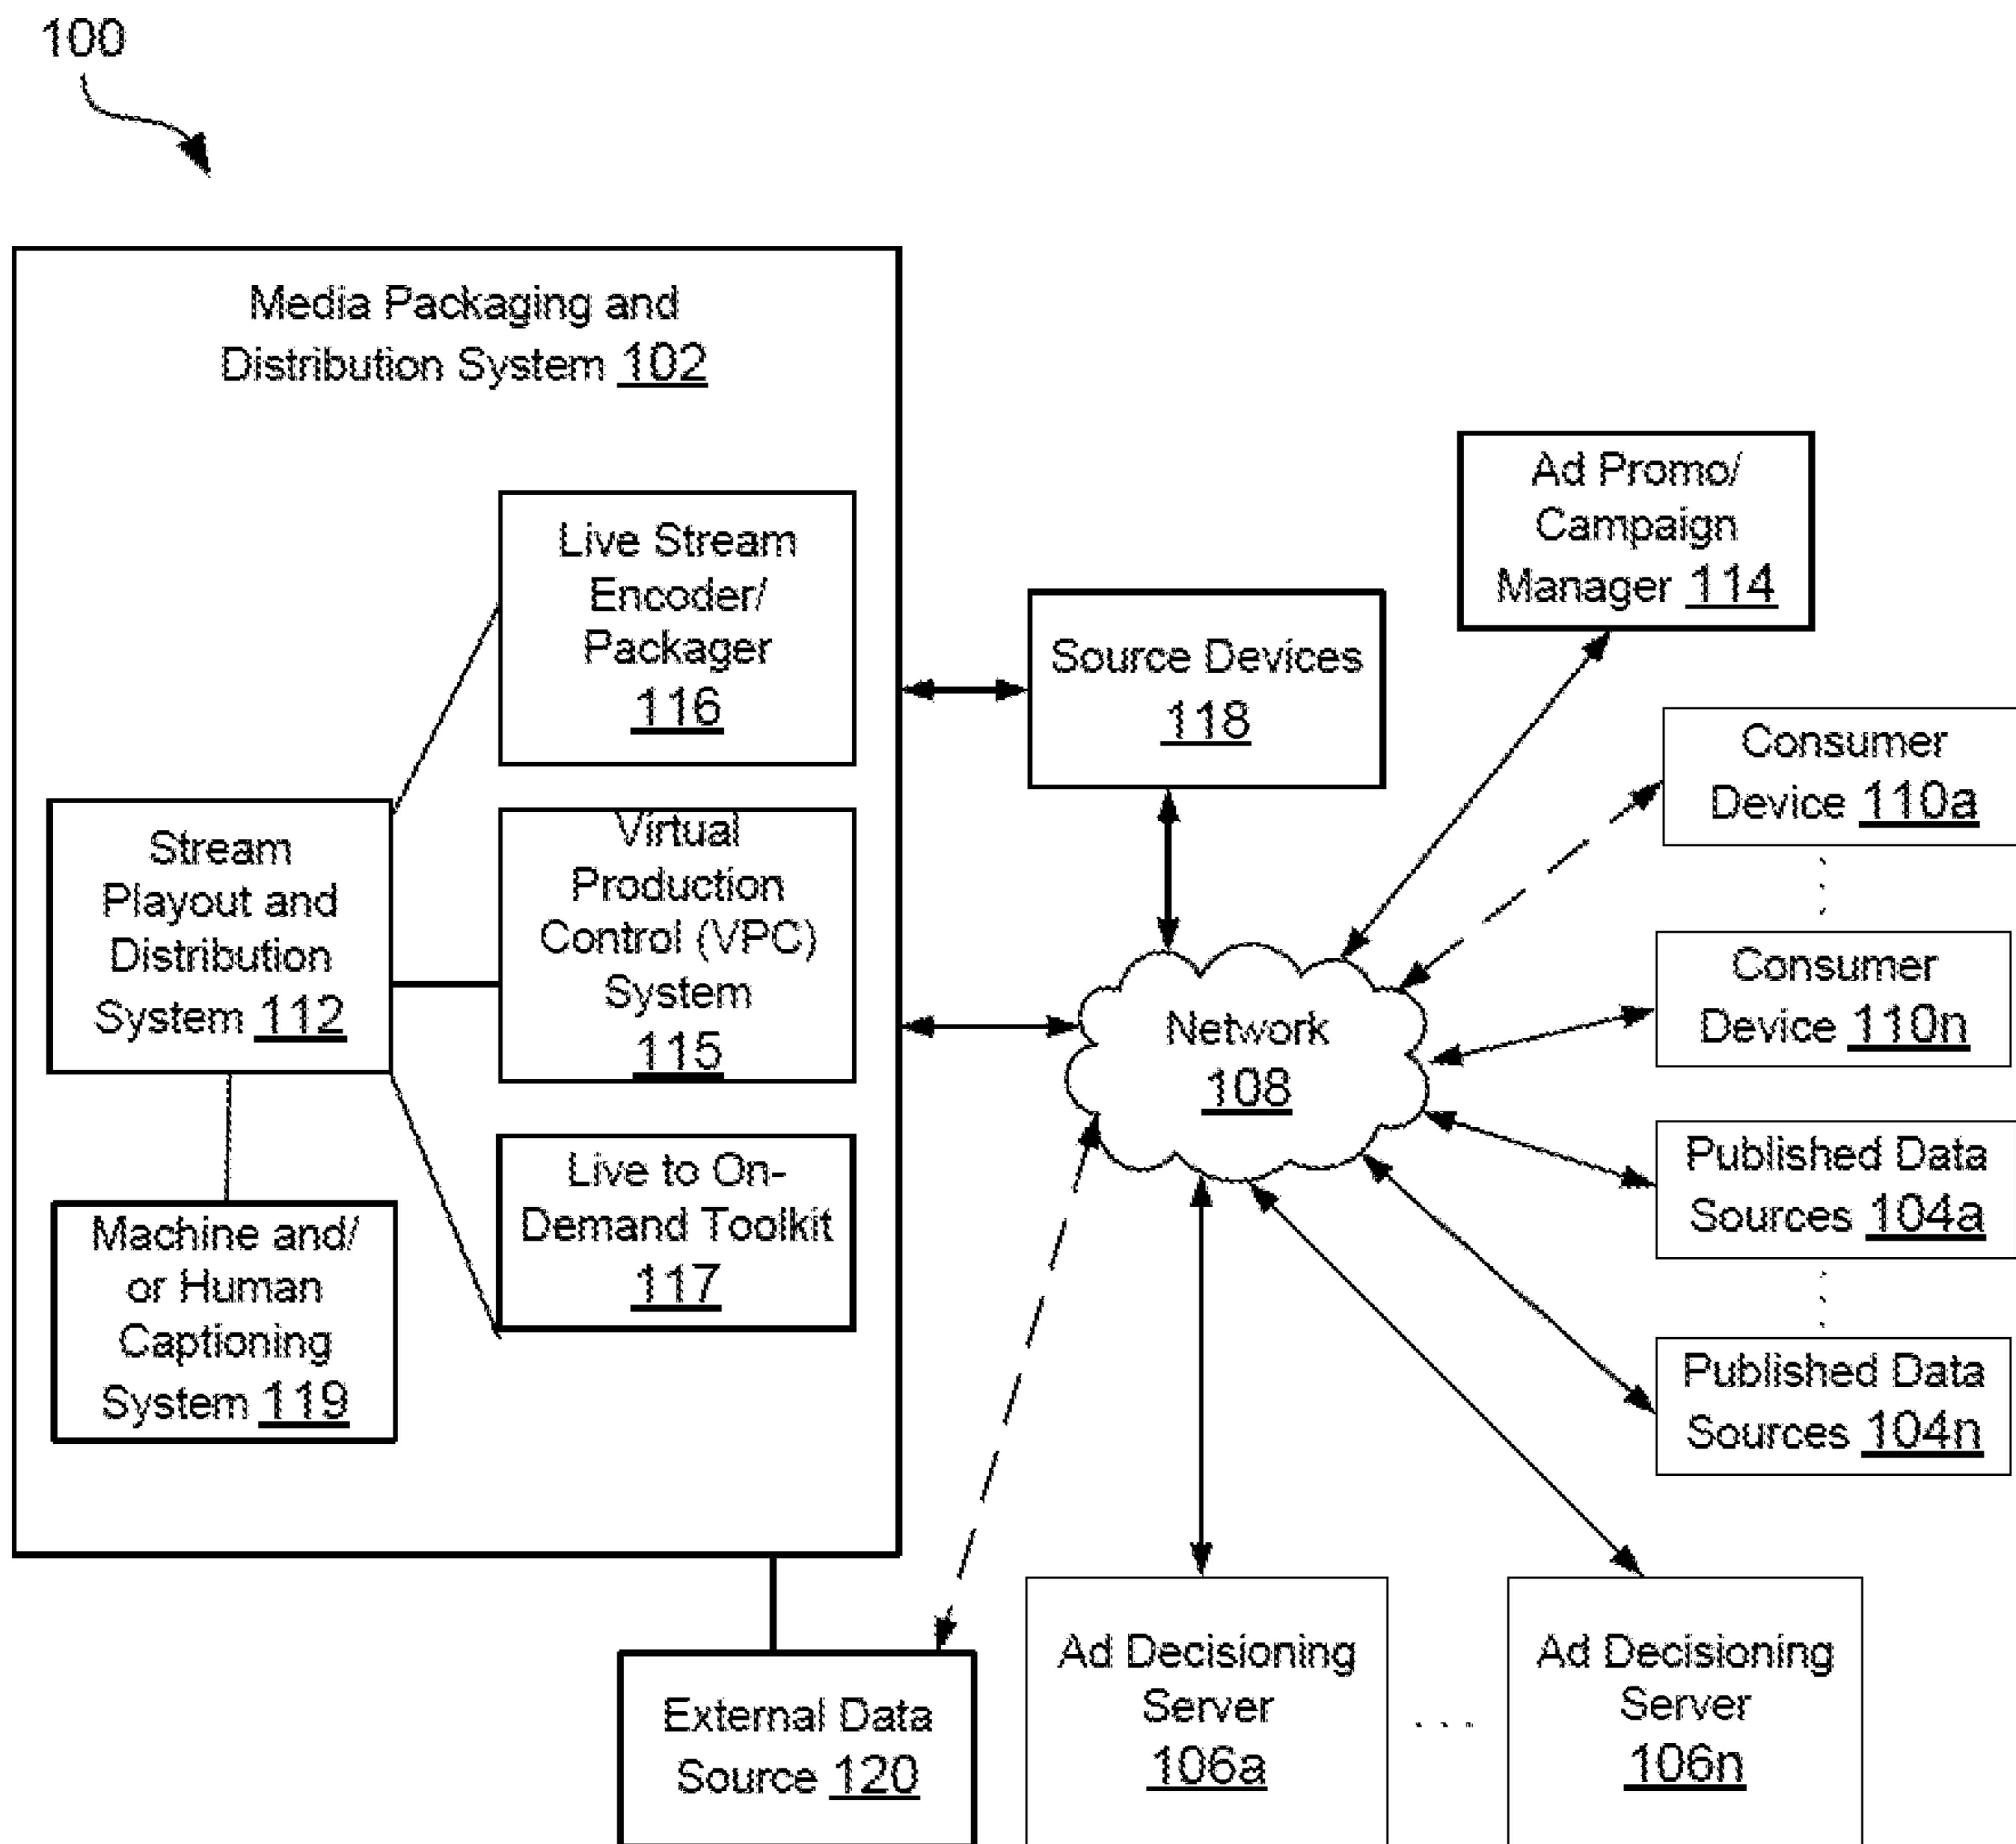 100
Media Packaging and
Distribution System 102
Live Stream
Encoder/
Packager
116
Stream
Playout and
Distribution
System 112
Virtual
Production
Control (VPC)
System
115
Machine and/
or Human
Captioning
System 119
Live to On-
Demand Toolkit
117
Source Devices
118
Ad Promo/
Campaign
Manager 114
Consumer
Device 110a
Consumer
Device 110n
Network
108
Published Data
Sources 104a
Published Data
Sources 104n
External Data
Source 120
Ad Decisioning
Server
106a
. . .
Ad Decisioning
Server
106n